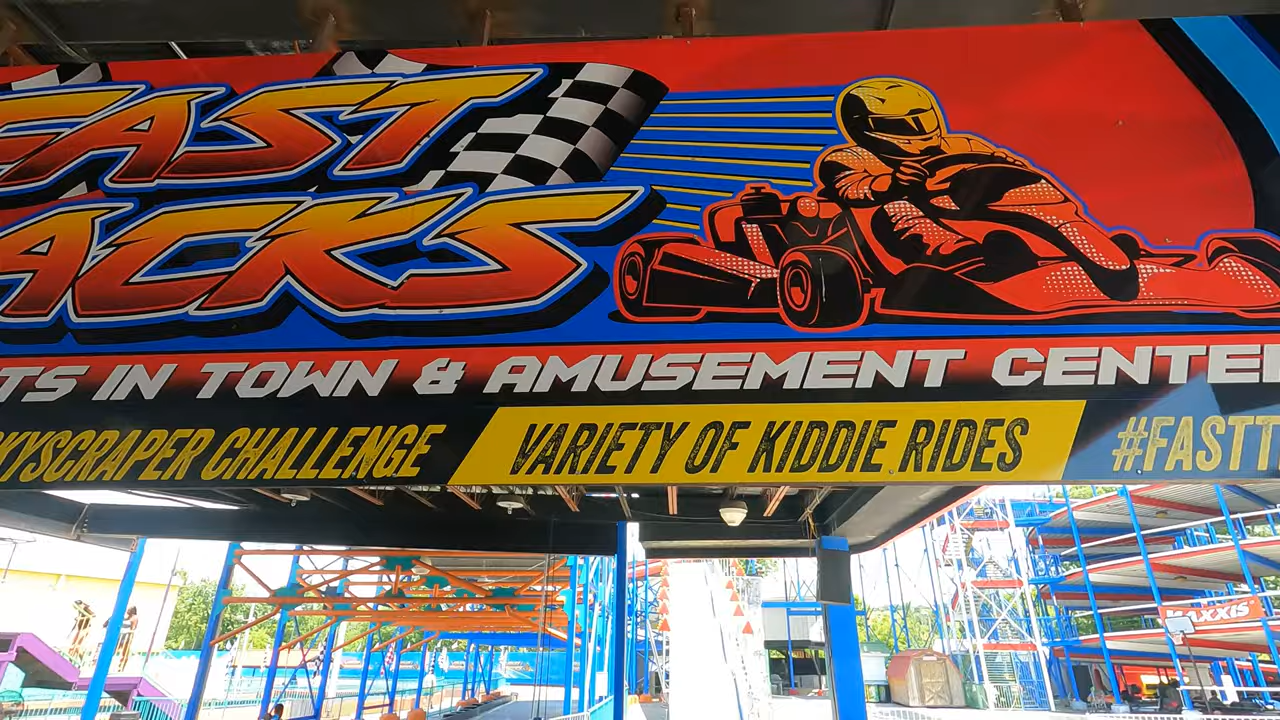 FAST
ACKS
TS IN TOWN & AMUSEMENT CENTE
KYSCRAPER CHALLENGE VARIETY OF KIDDIE RIDES #FASTT
MAXXIS